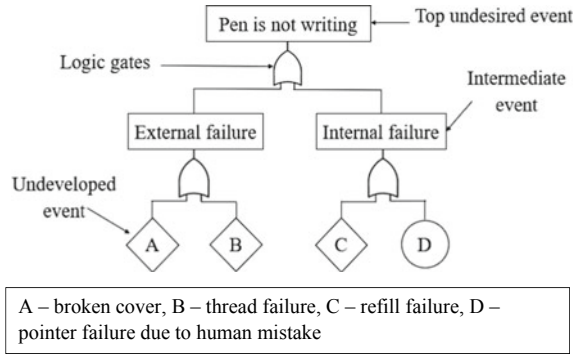 Pen is not writing
Top undesired event
Logic gates
Intermediate
event
External failure
Internal failure
Undeveloped
event
A
B
C
D
A – broken cover, B – thread failure, C – refill failure, D –
pointer failure due to human mistake